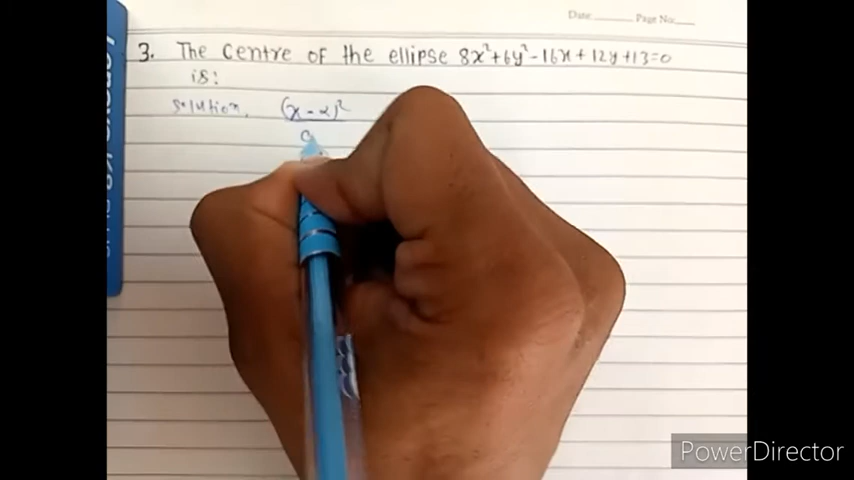 Date Page No:
3. The centre of the ellipse 8x²+6y²-16x+12y+13=0
is:
solution. (x-α)²
PowerDirector